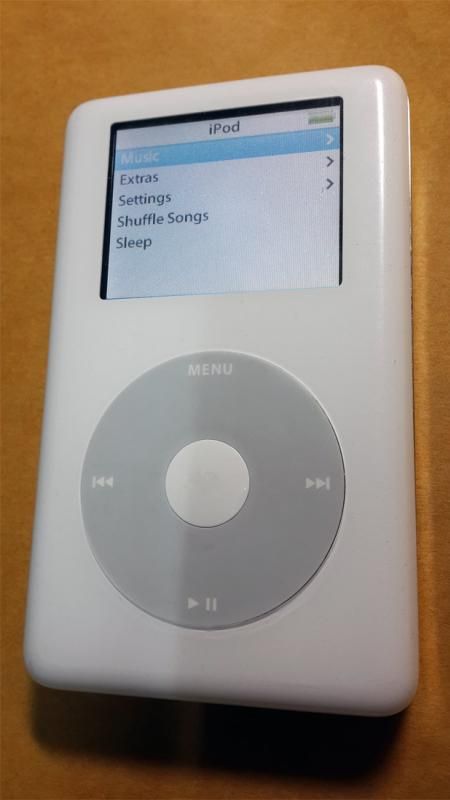 iPod
Music
Extras
Settings
Shuffle Songs
Sleep
MENU